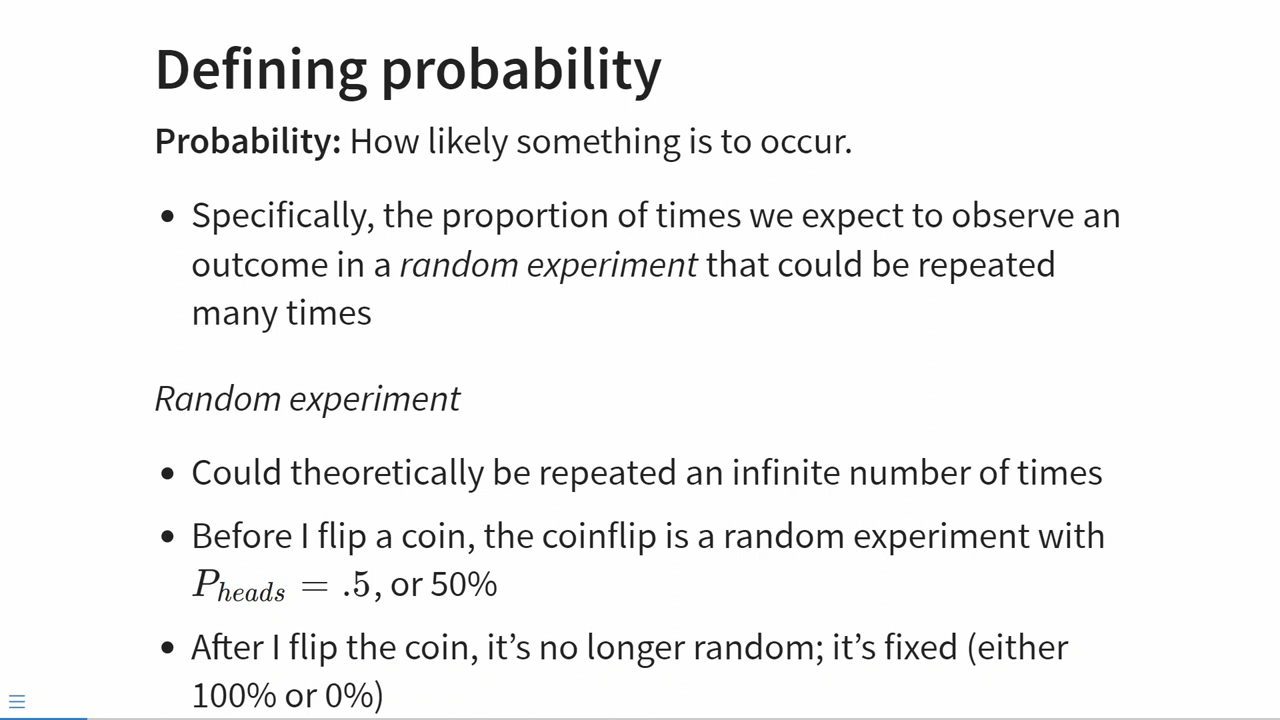 Defining probability
Probability: How likely something is to occur.
• Specifically, the proportion of times we expect to observe an
outcome in a random experiment that could be repeated
many times
Random experiment
• Could theoretically be repeated an infinite number of times
• Before I flip a coin, the coinflip is a random experiment with
P_heads = .5, or 50%
• After I flip the coin, it’s no longer random; it’s fixed (either
100% or 0%)